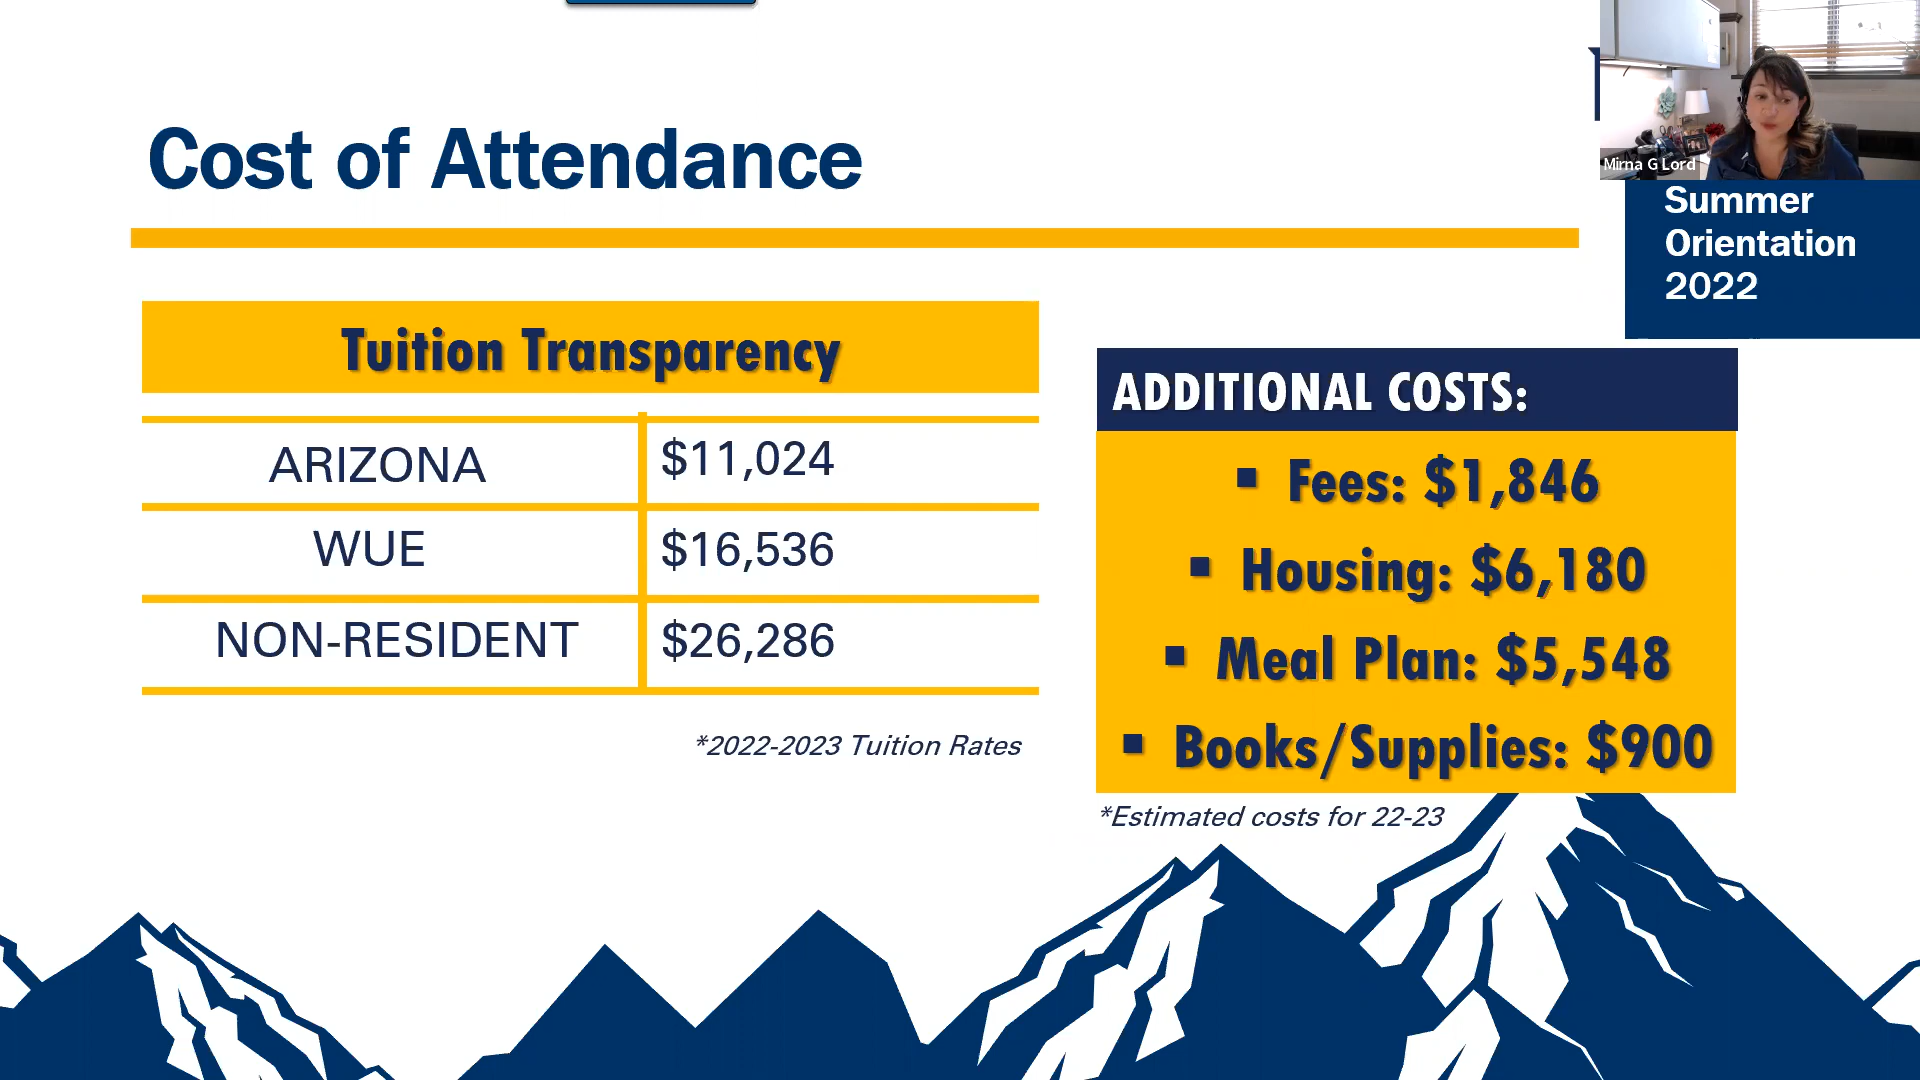 Cost of Attendance
Mirna G Lord
Summer
Orientation
2022
Tuition Transparency
ARIZONA $11,024
WUE $16,536
NON-RESIDENT $26,286
*2022-2023 Tuition Rates
ADDITIONAL COSTS:
▪ Fees: $1,846
▪ Housing: $6,180
▪ Meal Plan: $5,548
▪ Books/Supplies: $900
*Estimated costs for 22-23